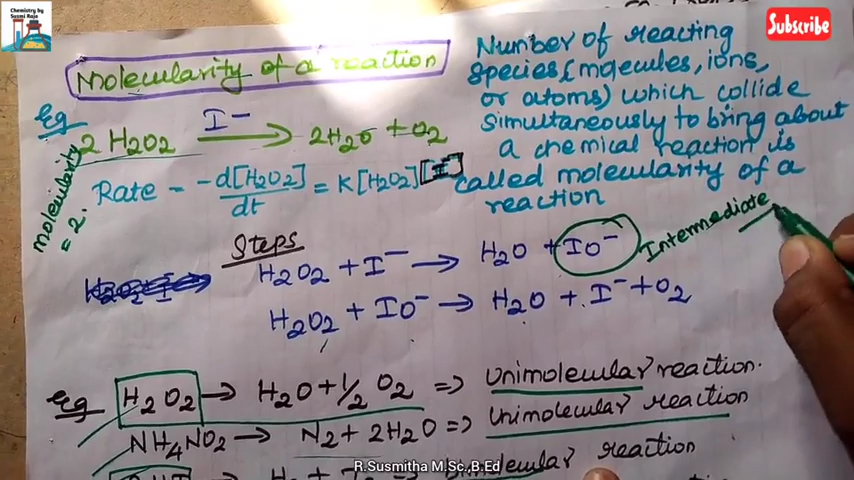 Chemistry by
Susmi Raja
Subscribe
Molecularity of a reaction
Number of reacting
species (molecules, ions,
or atoms) which collide
simultaneously to bring about
a chemical reaction is
called molecularity of a
reaction
Eg
2 H2O2 I⁻ → 2H2O + O2
molecularity
= 2.
Rate = -d[H2O2]/dt = K[H2O2][I⁻]
Steps
H2O2 + I⁻ → H2O + IO⁻ Intermediate
H2O2 + IO⁻ → H2O + I⁻ + O2
Eg H2O2 → H2O + 1/2 O2 => Unimolecular reaction.
NH4NO2 → N2 + 2H2O => Unimolecular reaction
reaction
R.Susmitha M.Sc.,B.Ed